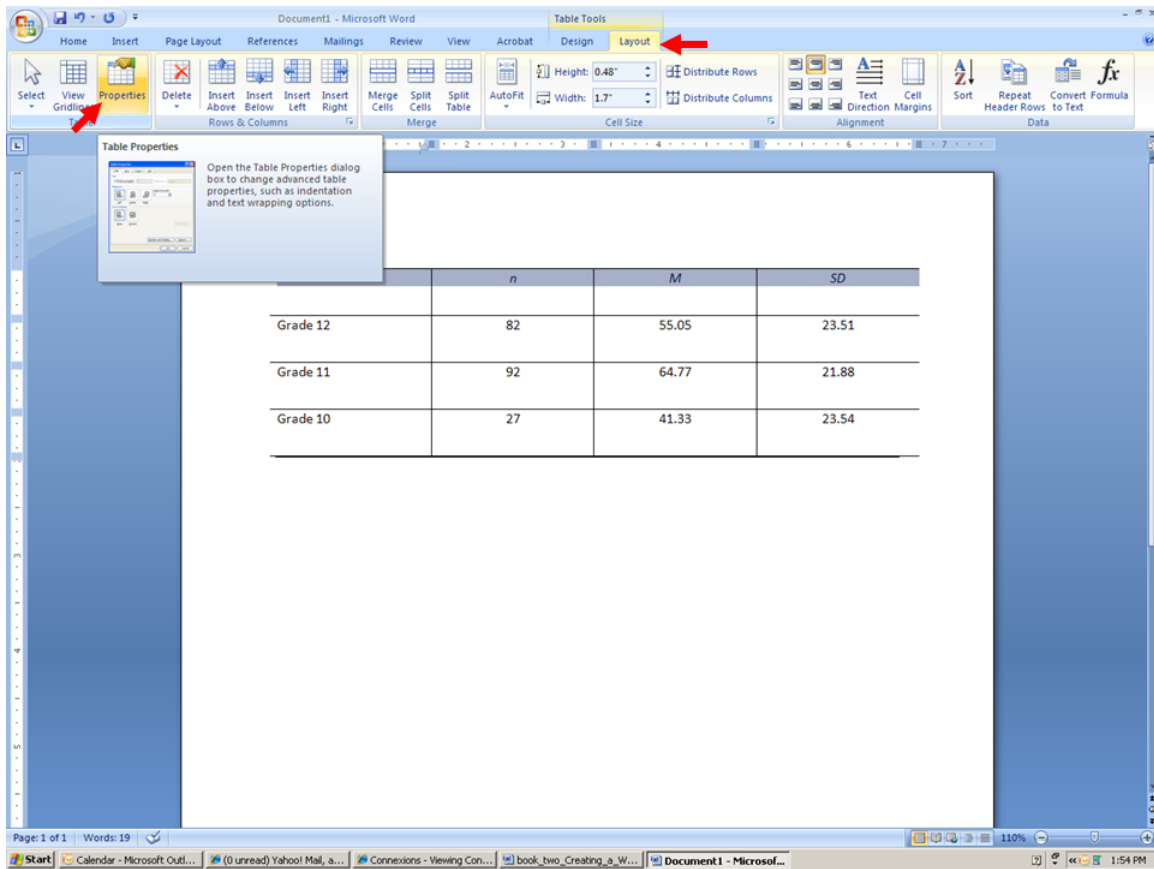 Document1 - Microsoft Word
Table Tools
Home Insert Page Layout References Mailings Review View Acrobat Design Layout
Select
View
Properties
Delete
Insert Above
Insert Below
Insert Left
Insert Right
Merge Cells
Split Cells
Split Table
AutoFit
Height: 0.48"
Width: 1.7"
Distribute Rows
Distribute Columns
Text Direction
Cell Margins
Sort
Repeat Header Rows
Convert to Text
Formula
Rows & Columns Merge Cell Size Alignment Data
Table Properties
Open the Table Properties dialog
box to change advanced table
properties, such as indentation
and text wrapping options.
n M SD
Grade 12 82 55.05 23.51
Grade 11 92 64.77 21.88
Grade 10 27 41.33 23.54
Page: 1 of 1 Words: 19 110%
Start Calendar - Microsoft Outl... (0 unread) Yahoo! Mail, a... Connexions - Viewing Con... book_two_Creating_a_W... Document1 - Microsof... 1:54 PM